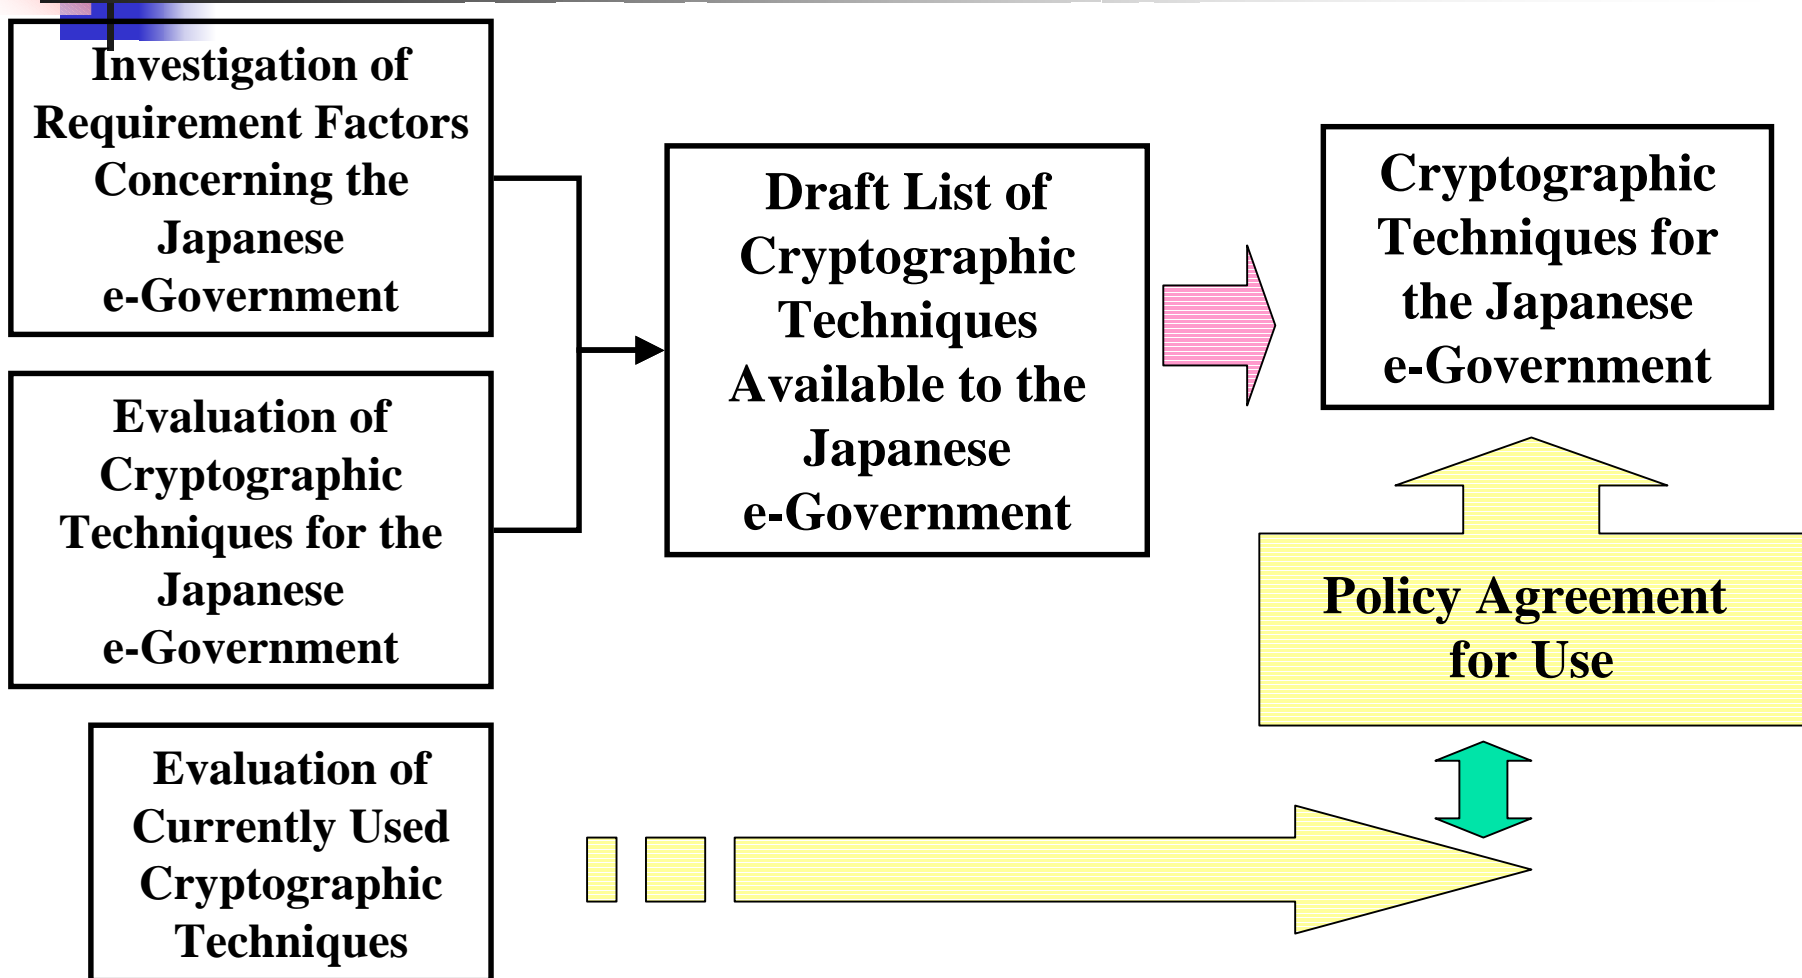 Investigation of
Requirement Factors
Concerning the
Japanese
e-Government
Evaluation of
Cryptographic
Techniques for the
Japanese
e-Government
Evaluation of
Currently Used
Cryptographic
Techniques
Draft List of
Cryptographic
Techniques
Available to the
Japanese
e-Government
Cryptographic
Techniques for
the Japanese
e-Government
Policy Agreement
for Use